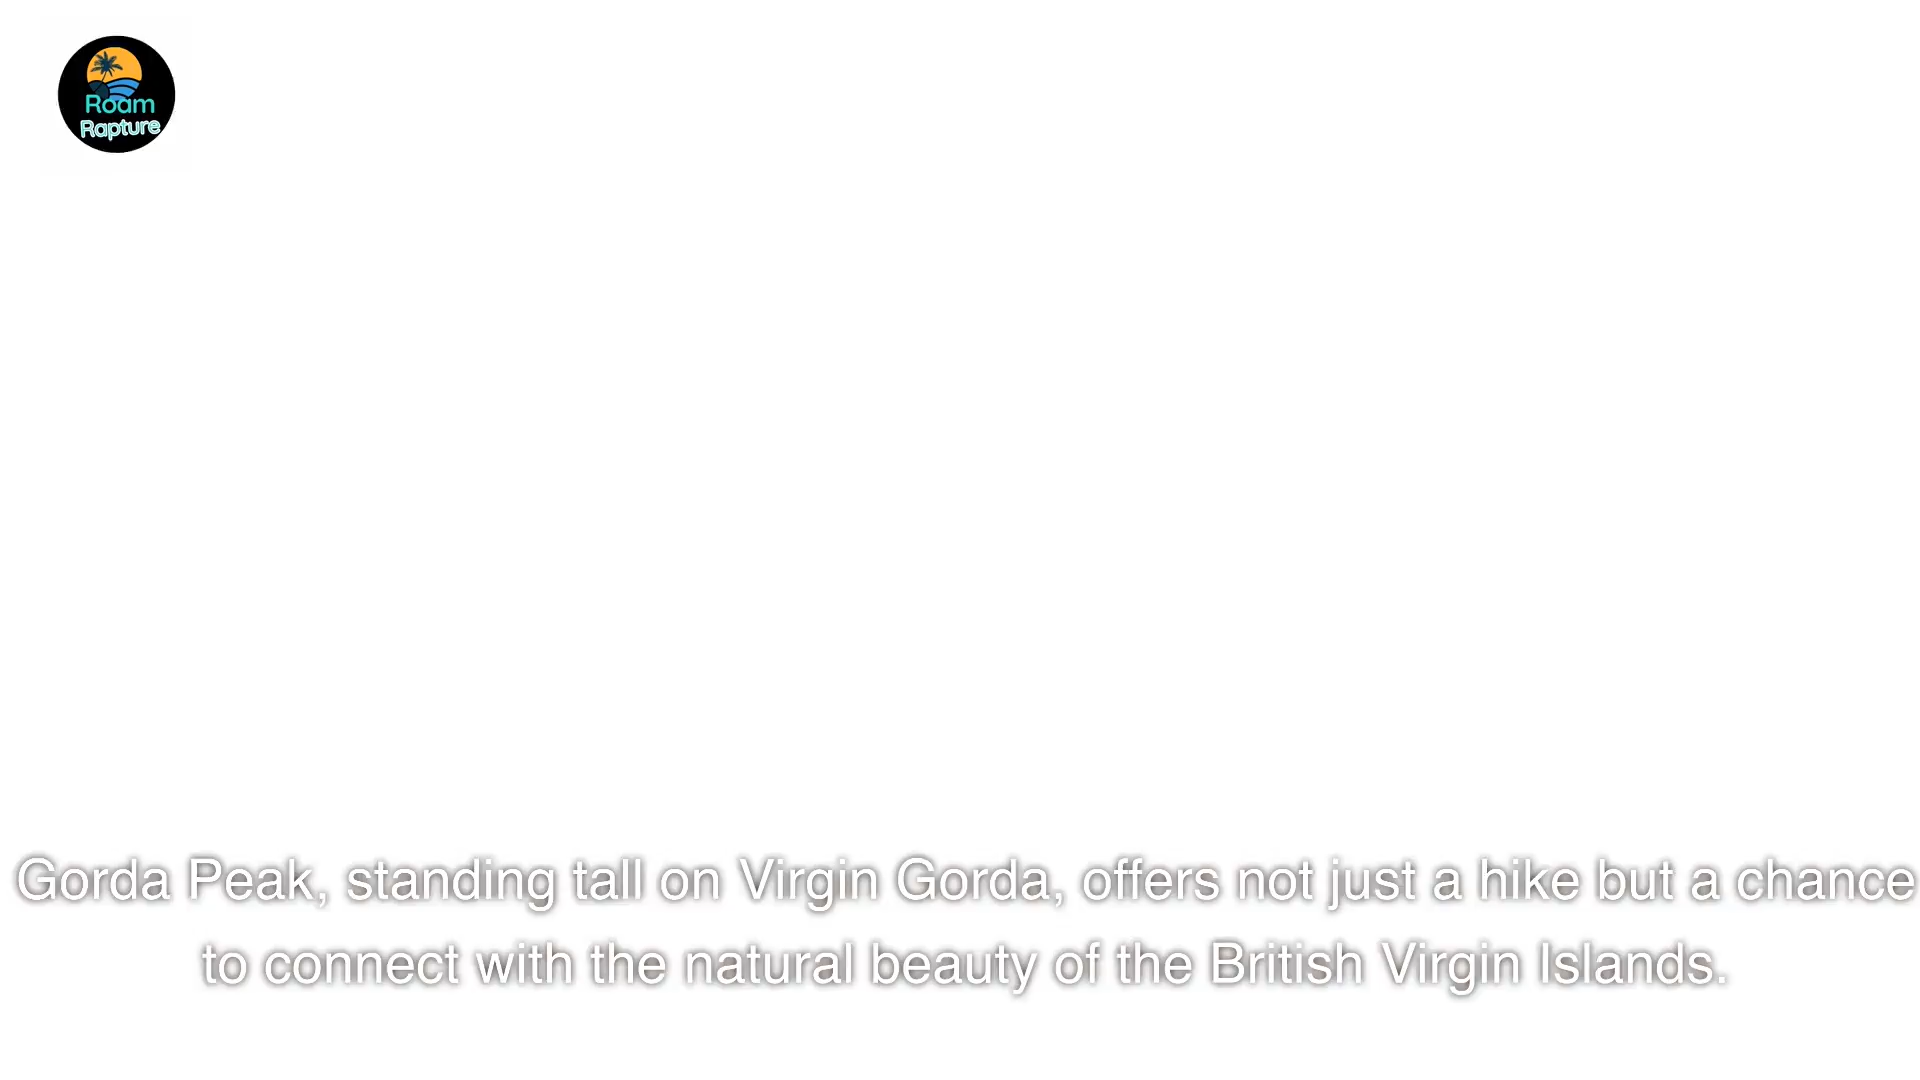 Roam
Rapture
Gorda Peak, standing tall on Virgin Gorda, offers not just a hike but a chance
to connect with the natural beauty of the British Virgin Islands.